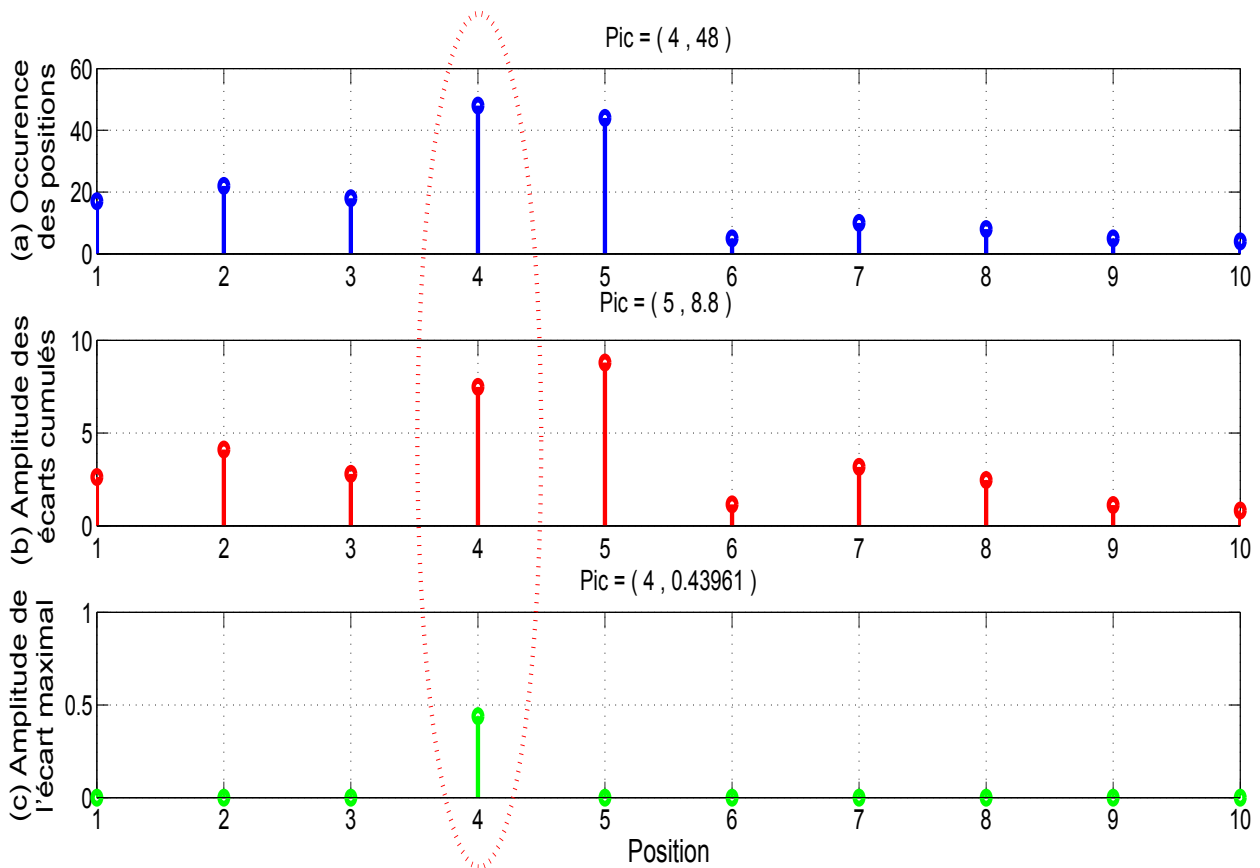 Pic = ( 4 , 48 )
(a) Occurence
des positions
60
40
20
0
1 2 3 4 5 6 7 8 9 10
Pic = ( 5 , 8.8 )
(b) Amplitude des
écarts cumulés
10
5
0
1 2 3 4 5 6 7 8 9 10
Pic = ( 4 , 0.43961 )
(c) Amplitude de
l'écart maximal
1
0.5
0
1 2 3 4 5 6 7 8 9 10
Position